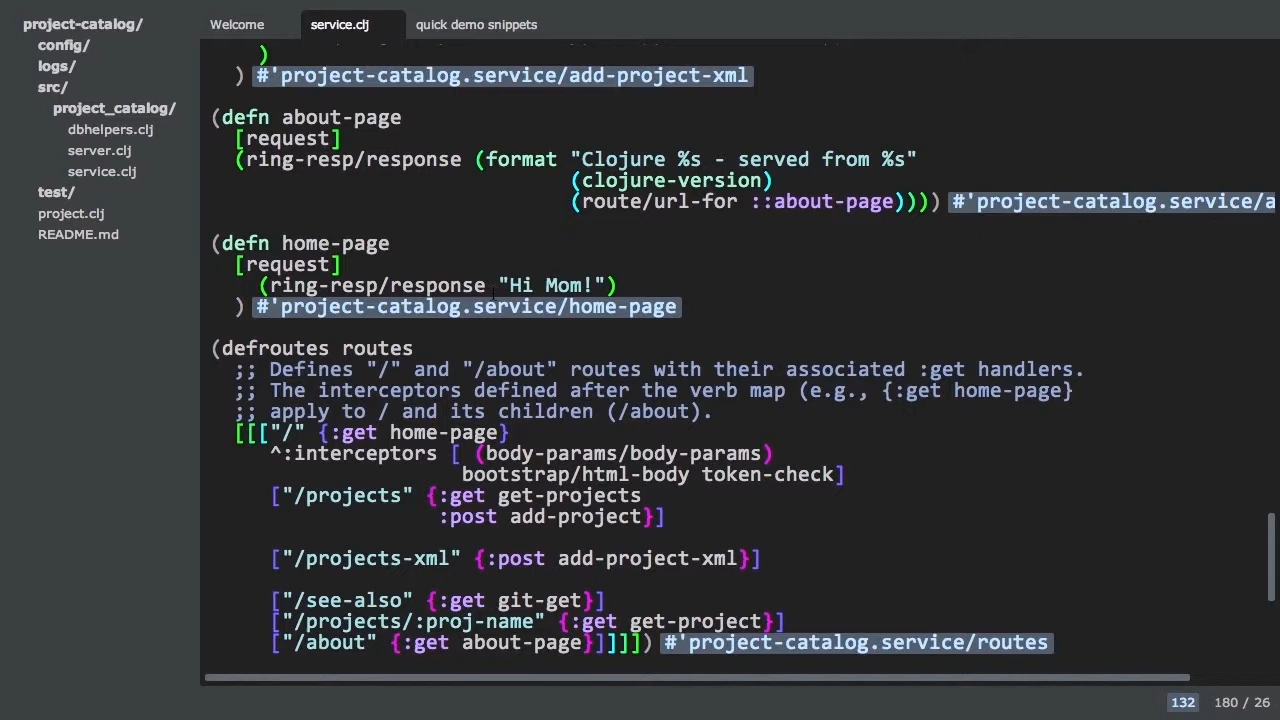 project-catalog/
config/
logs/
src/
project_catalog/
dbhelpers.clj
server.clj
service.clj
test/
project.clj
README.md
Welcome
service.clj
quick demo snippets
)
) #'project-catalog.service/add-project-xml
(defn about-page
[request]
(ring-resp/response (format "Clojure %s - served from %s"
(clojure-version)
(route/url-for ::about-page)))) #'project-catalog.service/a
(defn home-page
[request]
(ring-resp/response "Hi Mom!")
) #'project-catalog.service/home-page
(defroutes routes
;; Defines "/" and "/about" routes with their associated :get handlers.
;; The interceptors defined after the verb map (e.g., {:get home-page}
;; apply to / and its children (/about).
[[["/" {:get home-page}
^:interceptors [ (body-params/body-params)
bootstrap/html-body token-check]
["/projects" {:get get-projects
:post add-project}]
["/projects-xml" {:post add-project-xml}]
["/see-also" {:get git-get}]
["/projects/:proj-name" {:get get-project}]
["/about" {:get about-page}]]]]) #'project-catalog.service/routes
132 180 / 26